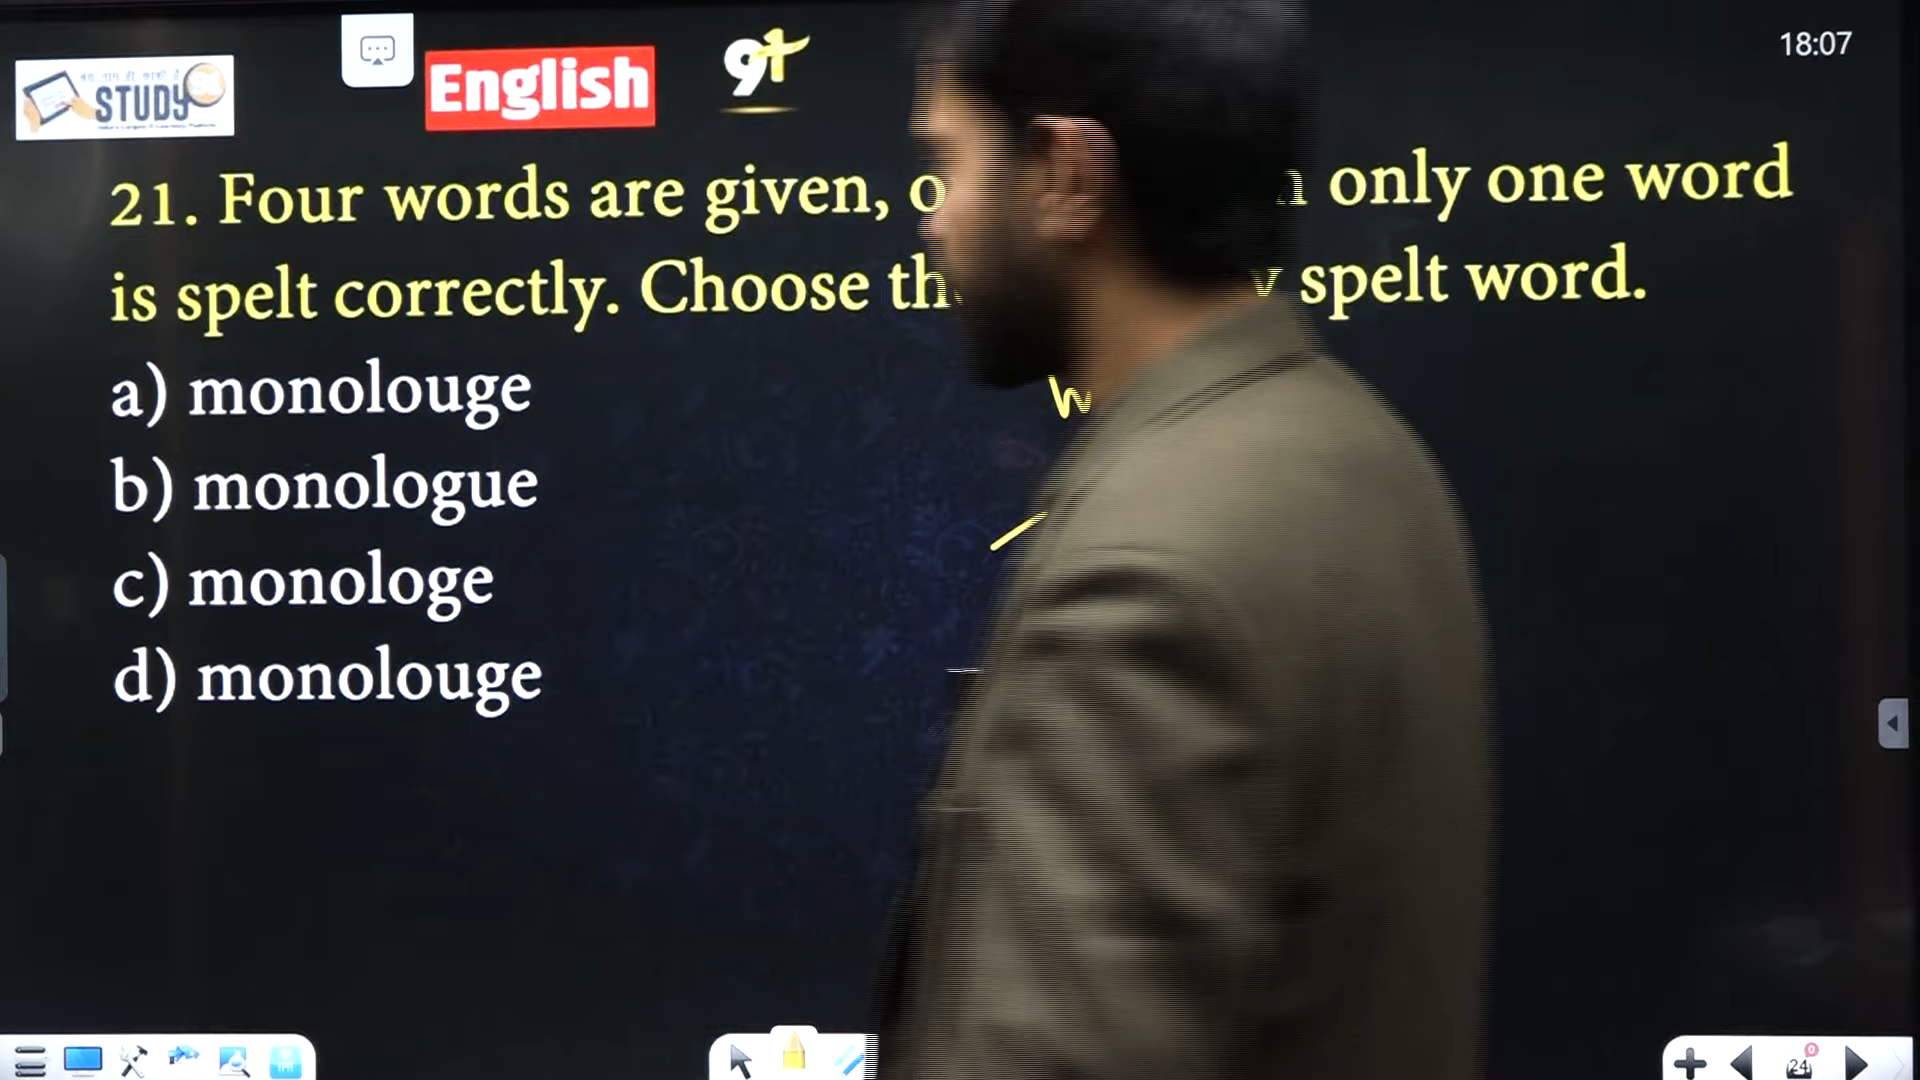 18:07
STUDY
English
21. Four words are given, only one word
is spelt correctly. Choose spelt word.
a) monolouge
b) monologue
c) monologe
d) monolouge
24